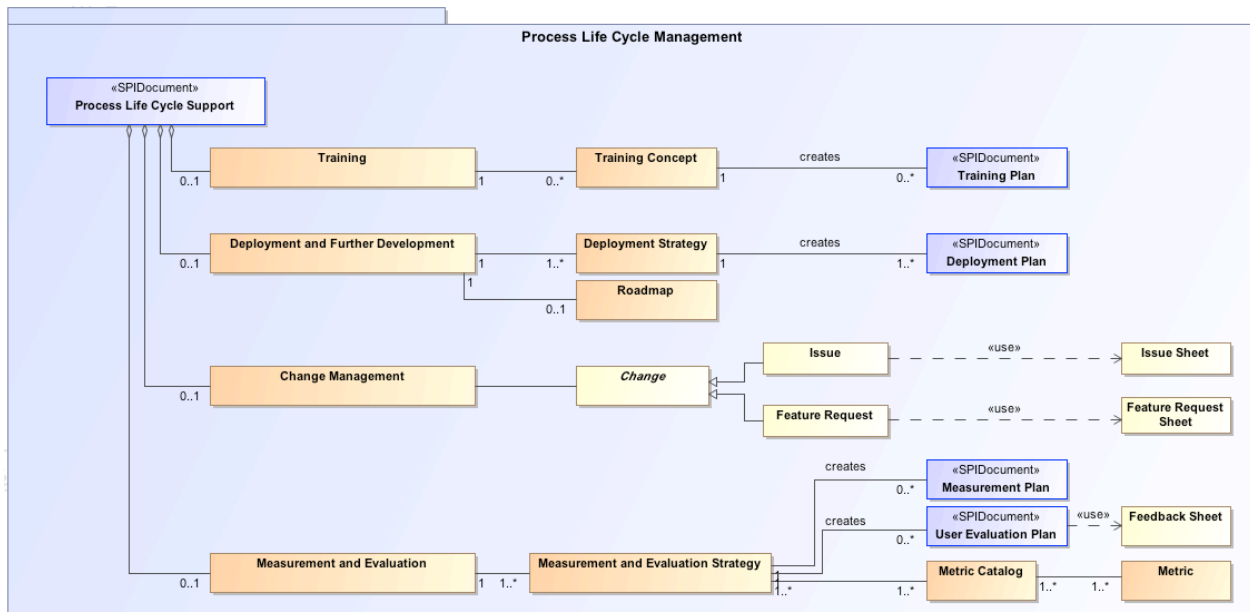 Process Life Cycle Management
«SPIDocument»
Process Life Cycle Support
Training
0..1
1
0..*
Training Concept
1
creates
0..*
«SPIDocument»
Training Plan
Deployment and Further Development
0..1
1
1..*
Deployment Strategy
1
creates
1..*
«SPIDocument»
Deployment Plan
1
0..1
Roadmap
Change Management
0..1
Change
Issue
«use»
Issue Sheet
Feature Request
«use»
Feature Request
Sheet
creates
0..*
«SPIDocument»
Measurement Plan
creates
0..*
«SPIDocument»
User Evaluation Plan
«use»
Feedback Sheet
Measurement and Evaluation
0..1
1
1..*
Measurement and Evaluation Strategy
1
1..*
1..*
Metric Catalog
1..*
1..*
Metric